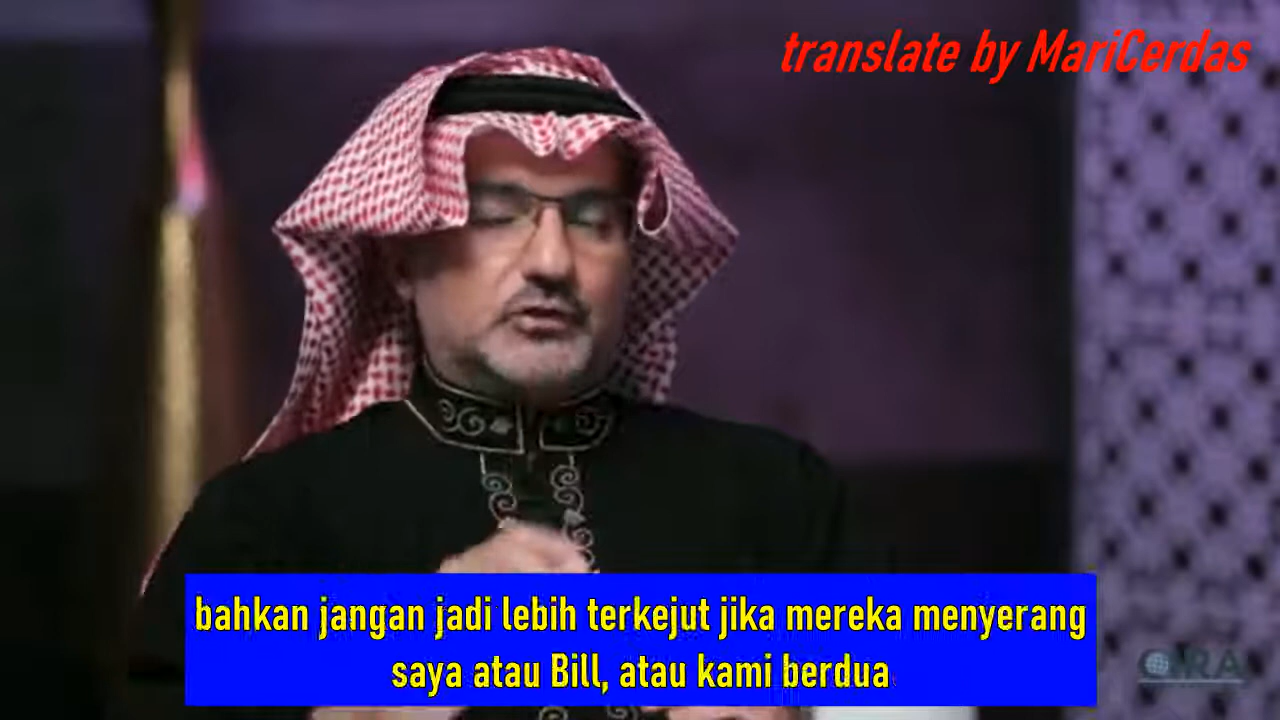 translate by MariCerdas
bahkan jangan jadi lebih terkejut jika mereka menyerang
saya atau Bill, atau kami berdua